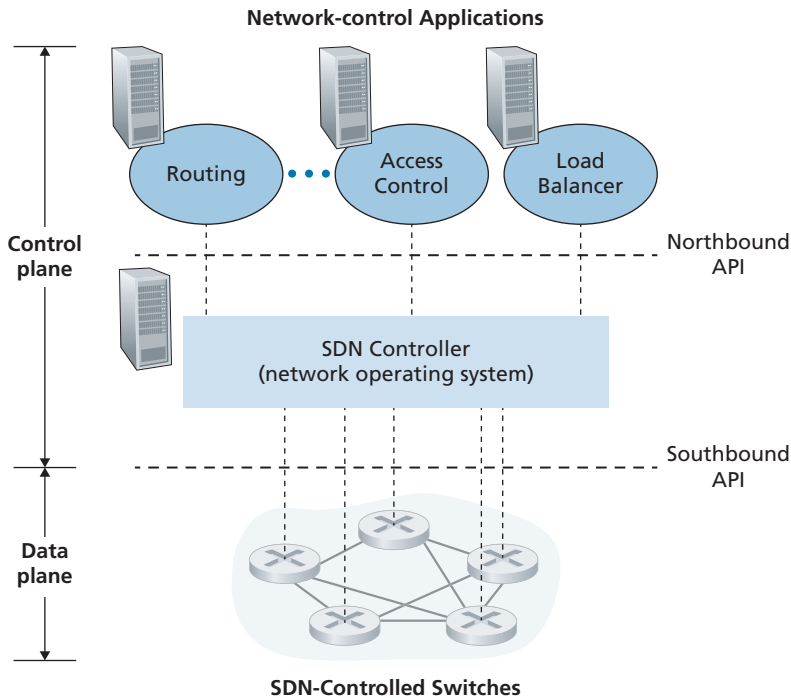 Network-control Applications
Routing
Access
Control
Load
Balancer
Control
plane
Northbound
API
SDN Controller
(network operating system)
Southbound
API
Data
plane
SDN-Controlled Switches